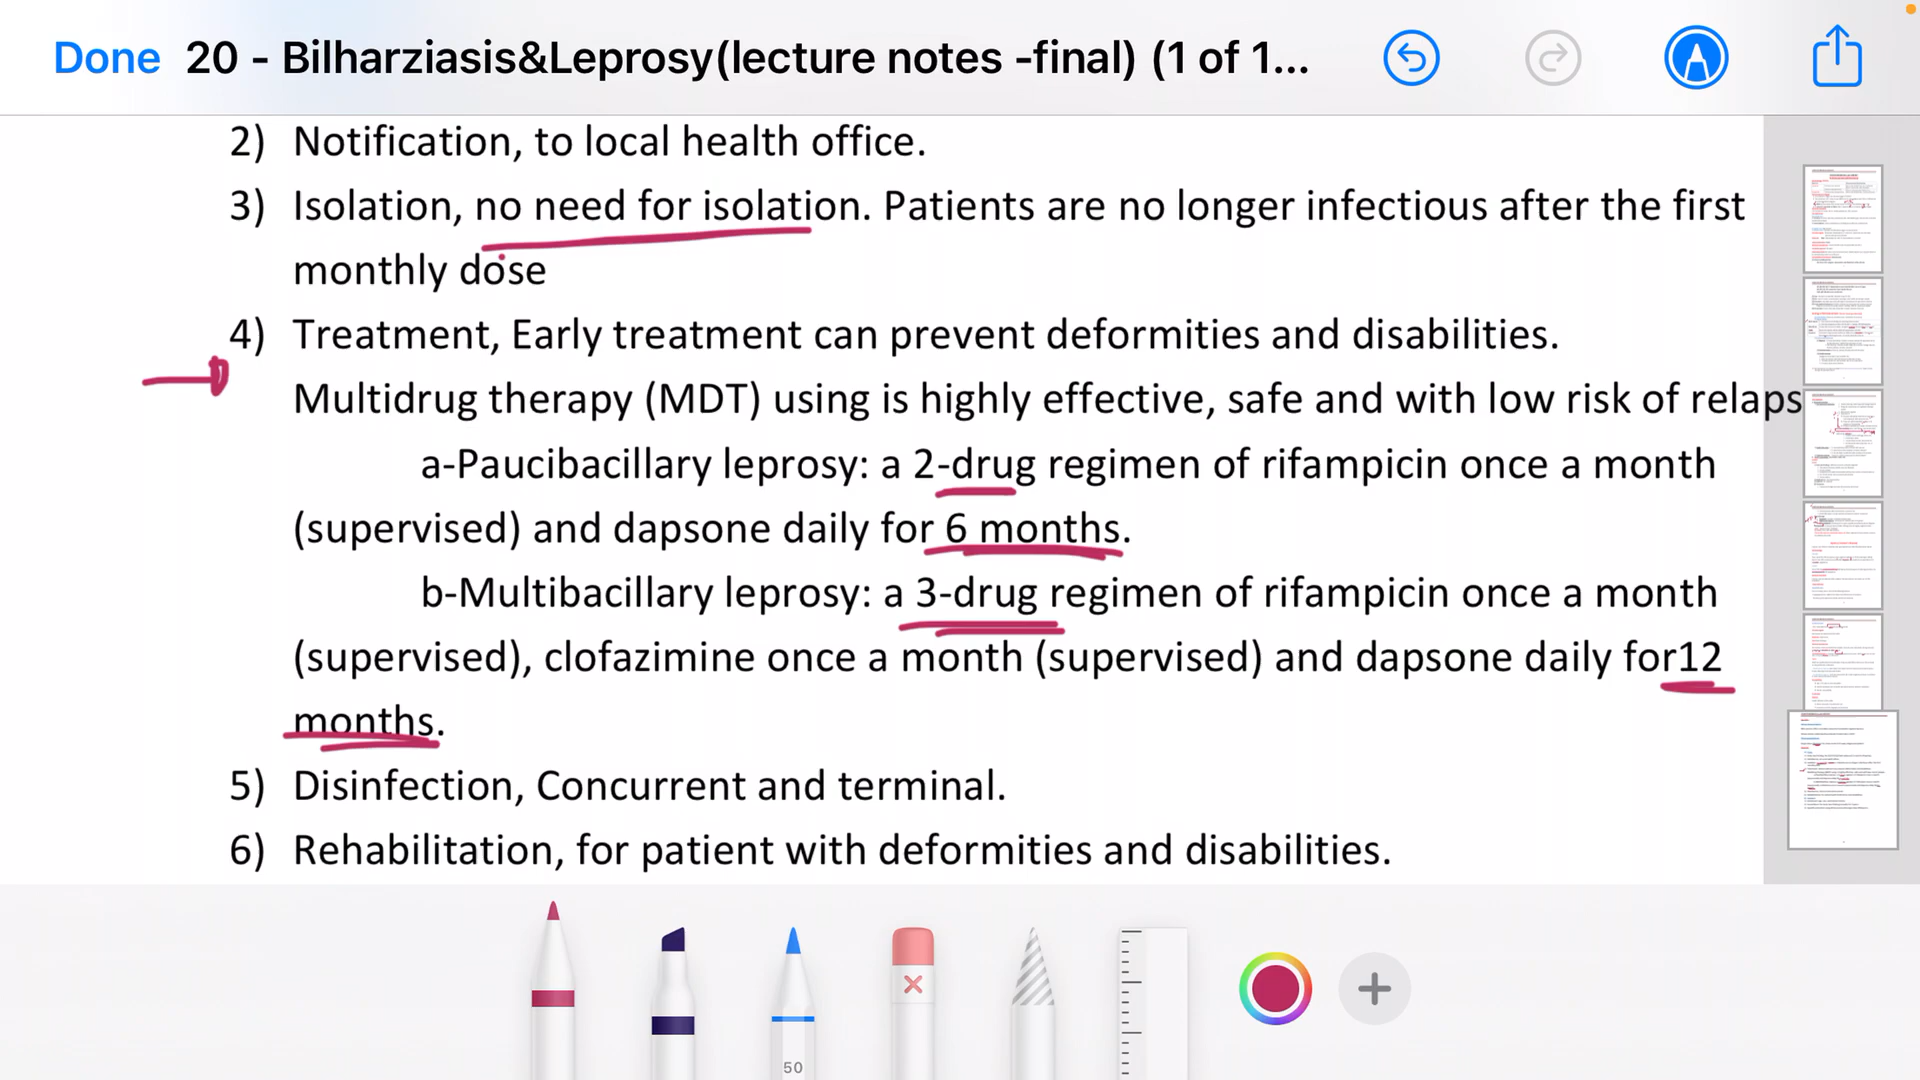 Done 20 - Bilharziasis&Leprosy(lecture notes -final) (1 of 1...
2) Notification, to local health office.
3) Isolation, no need for isolation. Patients are no longer infectious after the first
monthly dose
4) Treatment, Early treatment can prevent deformities and disabilities.
Multidrug therapy (MDT) using is highly effective, safe and with low risk of relaps
a-Paucibacillary leprosy: a 2-drug regimen of rifampicin once a month
(supervised) and dapsone daily for 6 months.
b-Multibacillary leprosy: a 3-drug regimen of rifampicin once a month
(supervised), clofazimine once a month (supervised) and dapsone daily for12
months.
5) Disinfection, Concurrent and terminal.
6) Rehabilitation, for patient with deformities and disabilities.
50